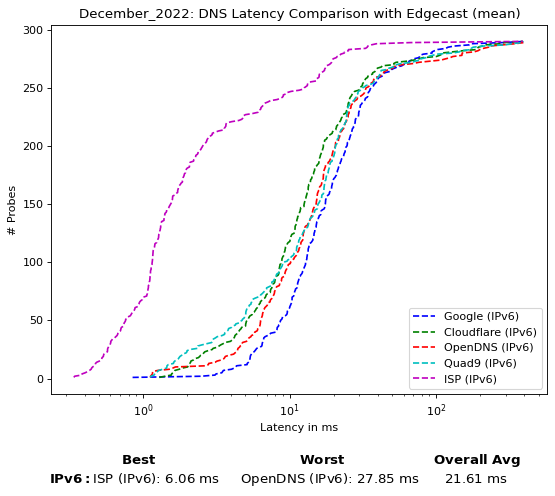 December_2022: DNS Latency Comparison with Edgecast (mean)
300
250
200
150
100
50
0
# Probes
Google (IPv6)
Cloudflare (IPv6)
OpenDNS (IPv6)
Quad9 (IPv6)
ISP (IPv6)
10⁰ 10¹ 10²
Latency in ms
Best Worst Overall Avg
IPv6: ISP (IPv6): 6.06 ms OpenDNS (IPv6): 27.85 ms 21.61 ms